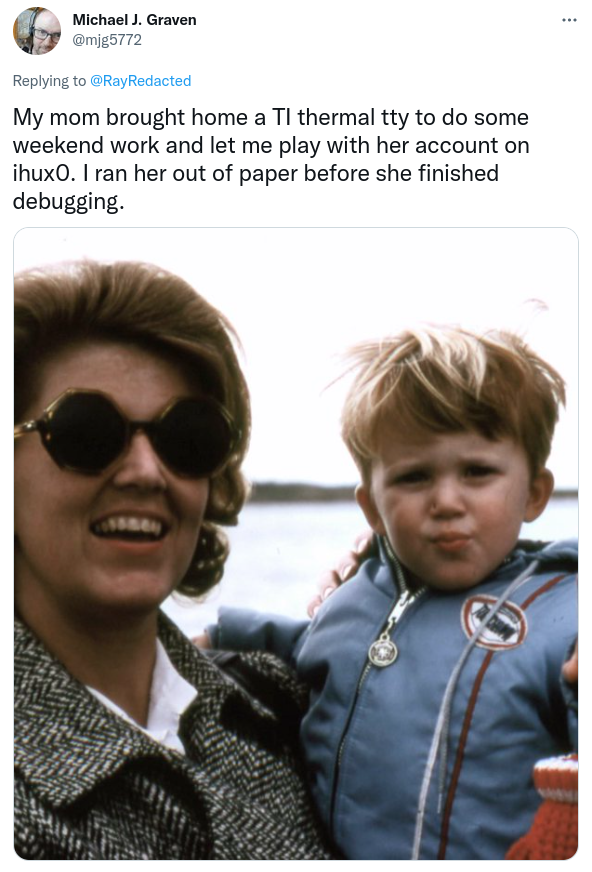 Michael J. Graven
@mjg5772
Replying to @RayRedacted
My mom brought home a TI thermal tty to do some
weekend work and let me play with her account on
ihux0. I ran her out of paper before she finished
debugging.